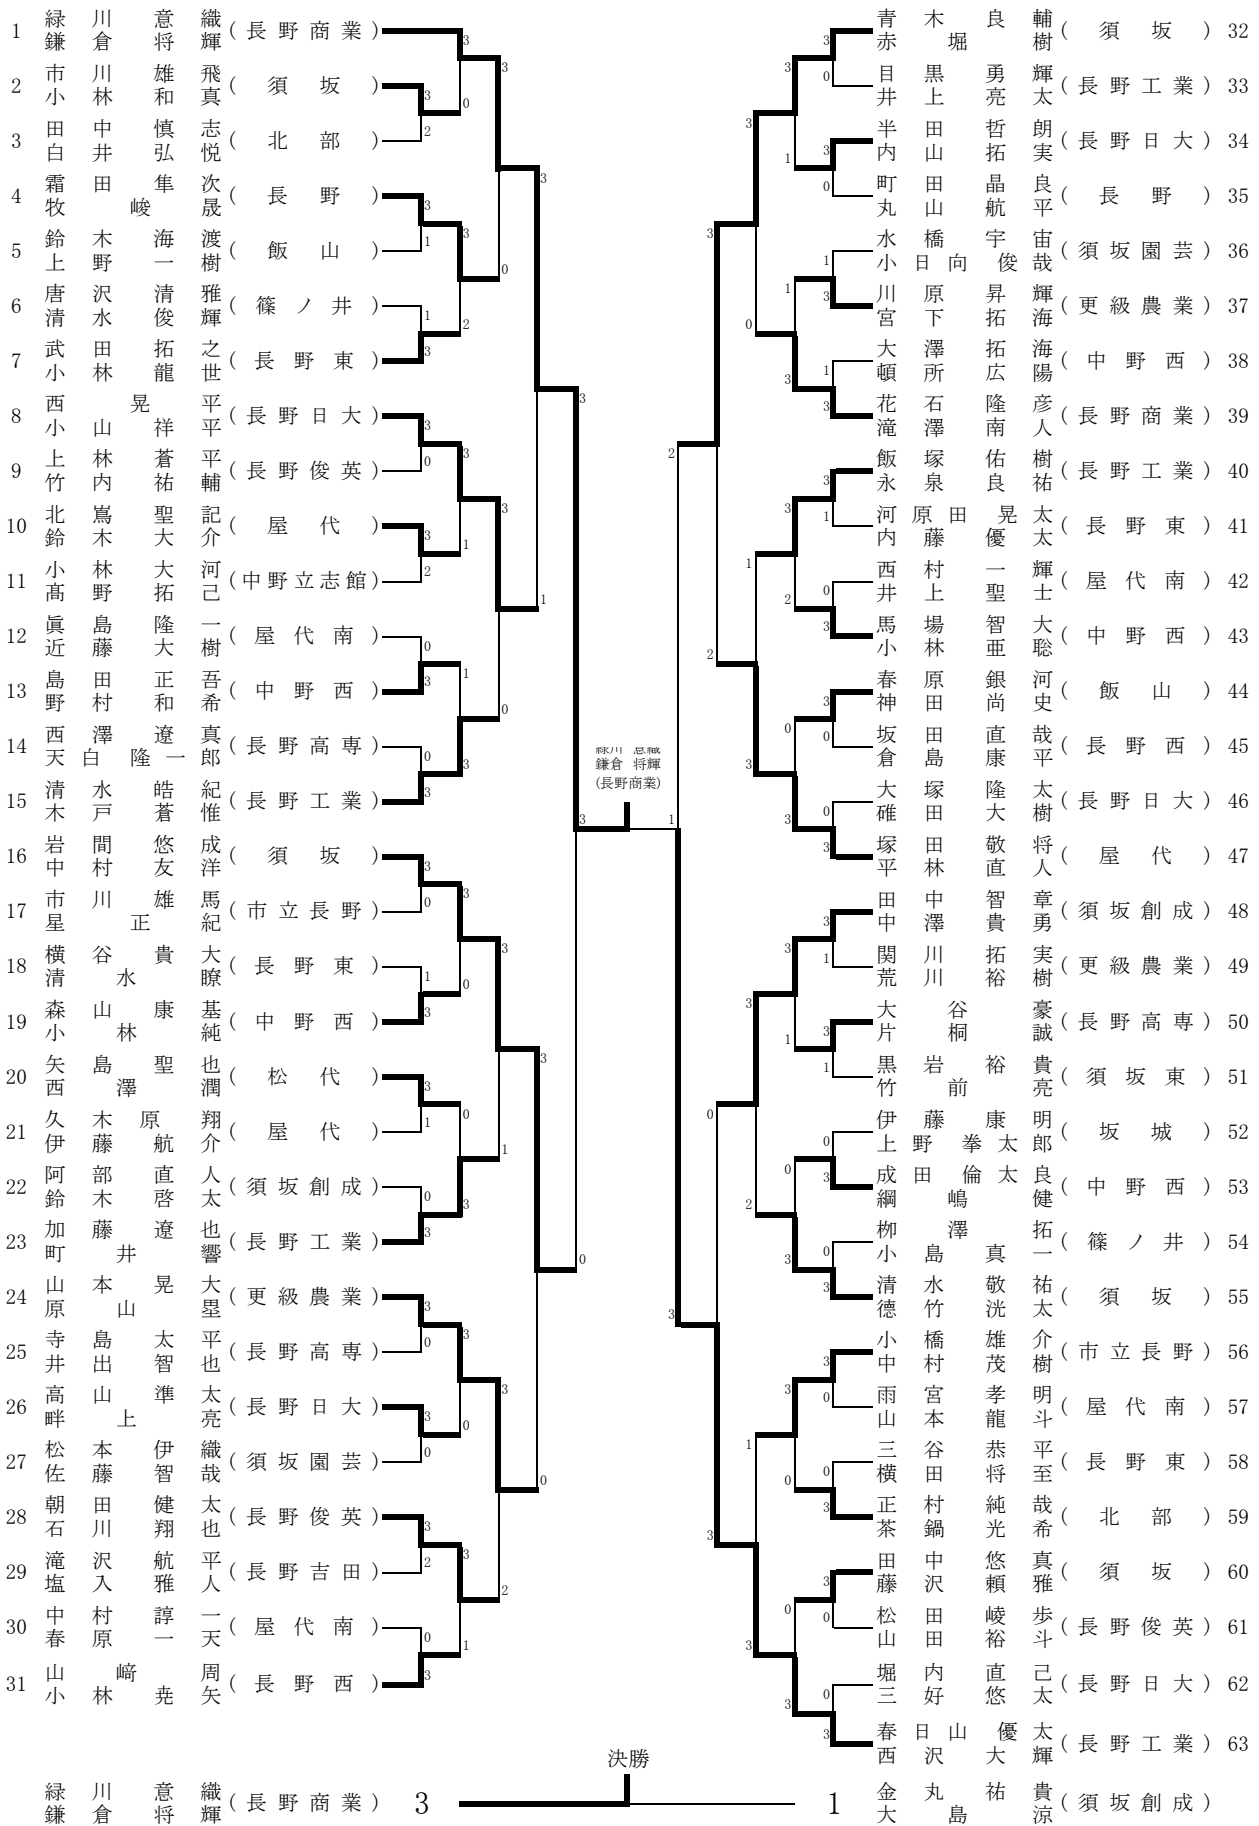 1 緑川意織 鎌倉将輝 (長野商業)
2 市川雄飛 小林和真 (須坂)
3 田中慎志 白井弘悦 (北部)
4 霜田隼次 牧峻晟 (長野)
5 鈴木海渡 上野一樹 (飯山)
6 唐沢清雅 清水俊輝 (篠ノ井)
7 武田拓之 小林龍世 (長野東)
8 西晃平 小山祥平 (長野日大)
9 上林蒼平 竹内祐輔 (長野俊英)
10 北嶌聖記 鈴木大介 (屋代)
11 小林大河 髙野拓己 (中野立志館)
12 眞島隆一 近藤大樹 (屋代南)
13 島田正吾 野村和希 (中野西)
14 西澤遼真 天白隆一郎 (長野高専)
15 清水皓紀 木戸蒼惟 (長野工業)
16 岩間悠成 中村友洋 (須坂)
17 市川雄馬 星正紀 (市立長野)
18 横谷貴大 清水瞭 (長野東)
19 森山康基 小林純 (中野西)
20 矢島聖也 西澤潤 (松代)
21 久木原翔 伊藤航介 (屋代)
22 阿部直人 鈴木啓太 (須坂創成)
23 加藤遼也 町井響 (長野工業)
24 山本晃大 原山塁 (更級農業)
25 寺島太平 井出智也 (長野高専)
26 高山準太 畔上亮 (長野日大)
27 松本伊織 佐藤智哉 (須坂園芸)
28 朝田健太 石川翔也 (長野俊英)
29 滝沢航平 塩入雅人 (長野吉田)
30 中村諄一 春原一天 (屋代南)
31 山﨑周 小林尭矢 (長野西)
緑川 意織
鎌倉 将輝
(長野商業)
青木良輔 赤堀樹 (須坂) 32
目黒勇輝 井上亮太 (長野工業) 33
半田哲朗 内山拓実 (長野日大) 34
町田晶良 丸山航平 (長野) 35
水橋宇宙 小日向俊哉 (須坂園芸) 36
川原昇輝 宮下拓海 (更級農業) 37
大澤拓海 頓所広陽 (中野西) 38
花石隆彦 滝澤南人 (長野商業) 39
飯塚佑樹 永泉良祐 (長野工業) 40
河原田晃太 内藤優太 (長野東) 41
西村一輝 井上聖士 (屋代南) 42
馬場智大 小林亜聡 (中野西) 43
春原銀河 神田尚史 (飯山) 44
坂田直哉 倉島康平 (長野西) 45
大塚隆太 碓田大樹 (長野日大) 46
塚田敬将 平林直人 (屋代) 47
田中智章 中澤貴勇 (須坂創成) 48
関川拓実 荒川裕樹 (更級農業) 49
大谷豪 片桐誠 (長野高専) 50
黒岩裕貴 竹前亮 (須坂東) 51
伊藤康明 上野拳太郎 (坂城) 52
成田倫太良 綱嶋健 (中野西) 53
栁澤拓 小島真一 (篠ノ井) 54
清水敬祐 德竹洸太 (須坂) 55
小橋雄介 中村茂樹 (市立長野) 56
雨宮孝明 山本龍斗 (屋代南) 57
三谷恭平 横田将至 (長野東) 58
正村純哉 茶鍋光希 (北部) 59
田中悠真 藤沢頼雅 (須坂) 60
松田崚歩 山田裕斗 (長野俊英) 61
堀内直己 三好悠太 (長野日大) 62
春日山優太 西沢大輝 (長野工業) 63
決勝
緑川意織 鎌倉将輝 (長野商業) 3 1 金丸祐貴 大島涼 (須坂創成)